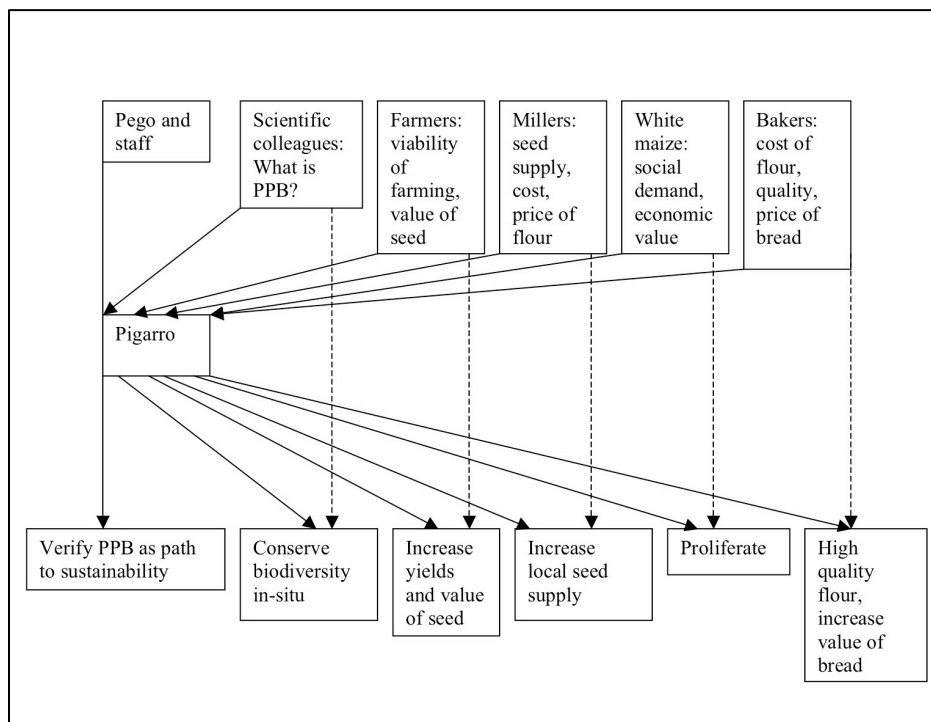 Pego and
staff
Scientific
colleagues:
What is
PPB?
Farmers:
viability
of
farming,
value of
seed
Millers:
seed
supply,
cost,
price of
flour
White
maize:
social
demand,
economic
value
Bakers:
cost of
flour,
quality,
price of
bread
Pigarro
Verify PPB as path
to sustainability
Conserve
biodiversity
in-situ
Increase
yields
and value
of seed
Increase
local seed
supply
Proliferate
High
quality
flour,
increase
value of
bread